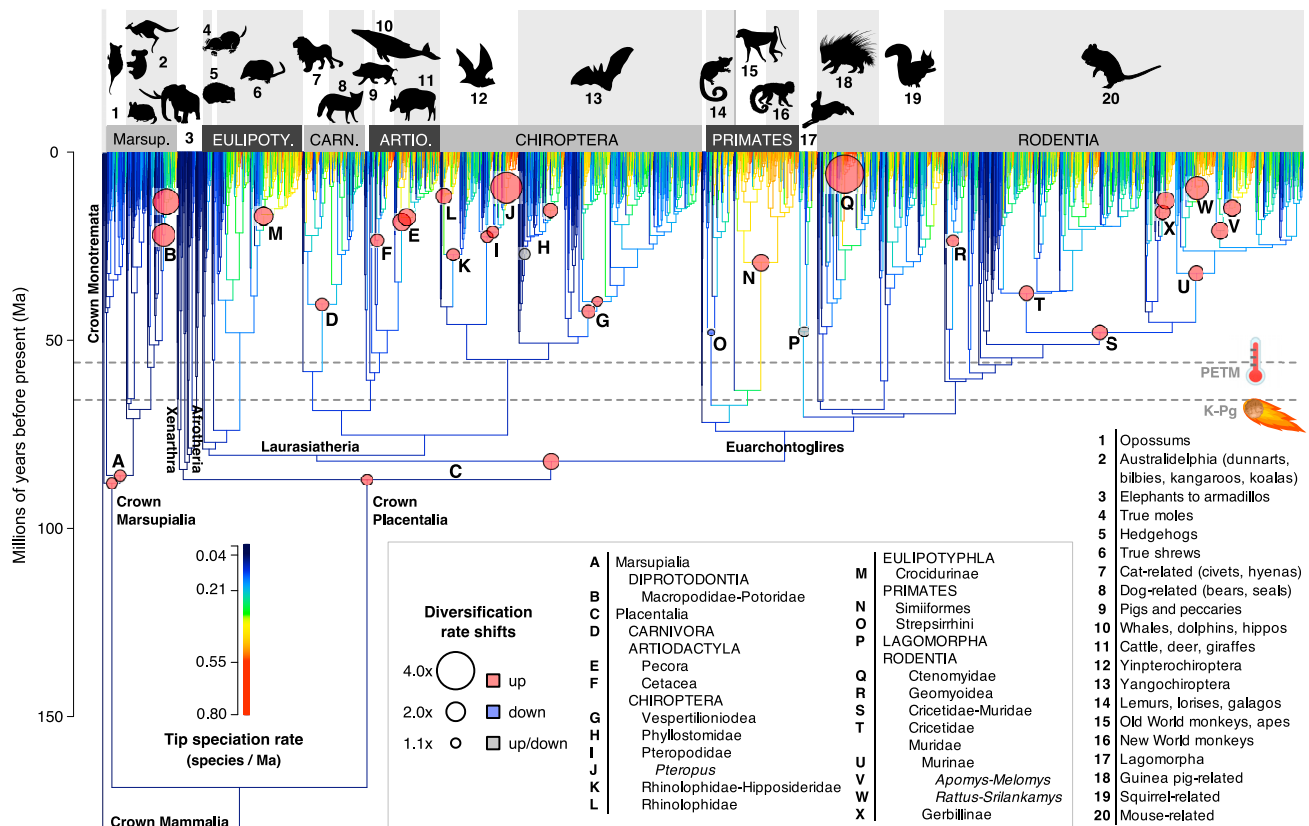 1
2
3
4
5
6
7
8
9
10
11
12
13
14
15
16
17
18
19
20
Marsup.
3
EULIPOTY.
CARN.
ARTIO.
CHIROPTERA
PRIMATES
17
RODENTIA
Millions of years before present (Ma)
0
50
100
150
Crown Monotremata
Xenarthra
Afrotheria
B
M
D
F
E
L
K
I
J
H
G
O
N
P
Q
R
T
S
X
W
V
U
A
C
PETM
K-Pg
Laurasiatheria
Euarchontoglires
Crown
Marsupialia
Crown
Placentalia
Crown Mammalia
0.04
0.21
0.55
0.80
Tip speciation rate
(species / Ma)
Diversification
rate shifts
4.0x
2.0x
1.1x
up
down
up/down
A Marsupialia
DIPROTODONTIA
B Macropodidae-Potoridae
C Placentalia
D CARNIVORA
ARTIODACTYLA
E Pecora
F Cetacea
CHIROPTERA
G Vespertilioniodea
H Phyllostomidae
I Pteropodidae
J Pteropus
K Rhinolophidae-Hipposideridae
L Rhinolophidae
EULIPOTYPHLA
M Crocidurinae
PRIMATES
N Simiiformes
O Strepsirrhini
P LAGOMORPHA
RODENTIA
Q Ctenomyidae
R Geomyoidea
S Cricetidae-Muridae
T Cricetidae
Muridae
U Murinae
V Apomys-Melomys
W Rattus-Srilankamys
X Gerbillinae
1 Opossums
2 Australidelphia (dunnarts,
bilbies, kangaroos, koalas)
3 Elephants to armadillos
4 True moles
5 Hedgehogs
6 True shrews
7 Cat-related (civets, hyenas)
8 Dog-related (bears, seals)
9 Pigs and peccaries
10 Whales, dolphins, hippos
11 Cattle, deer, giraffes
12 Yinpterochiroptera
13 Yangochiroptera
14 Lemurs, lorises, galagos
15 Old World monkeys, apes
16 New World monkeys
17 Lagomorpha
18 Guinea pig-related
19 Squirrel-related
20 Mouse-related